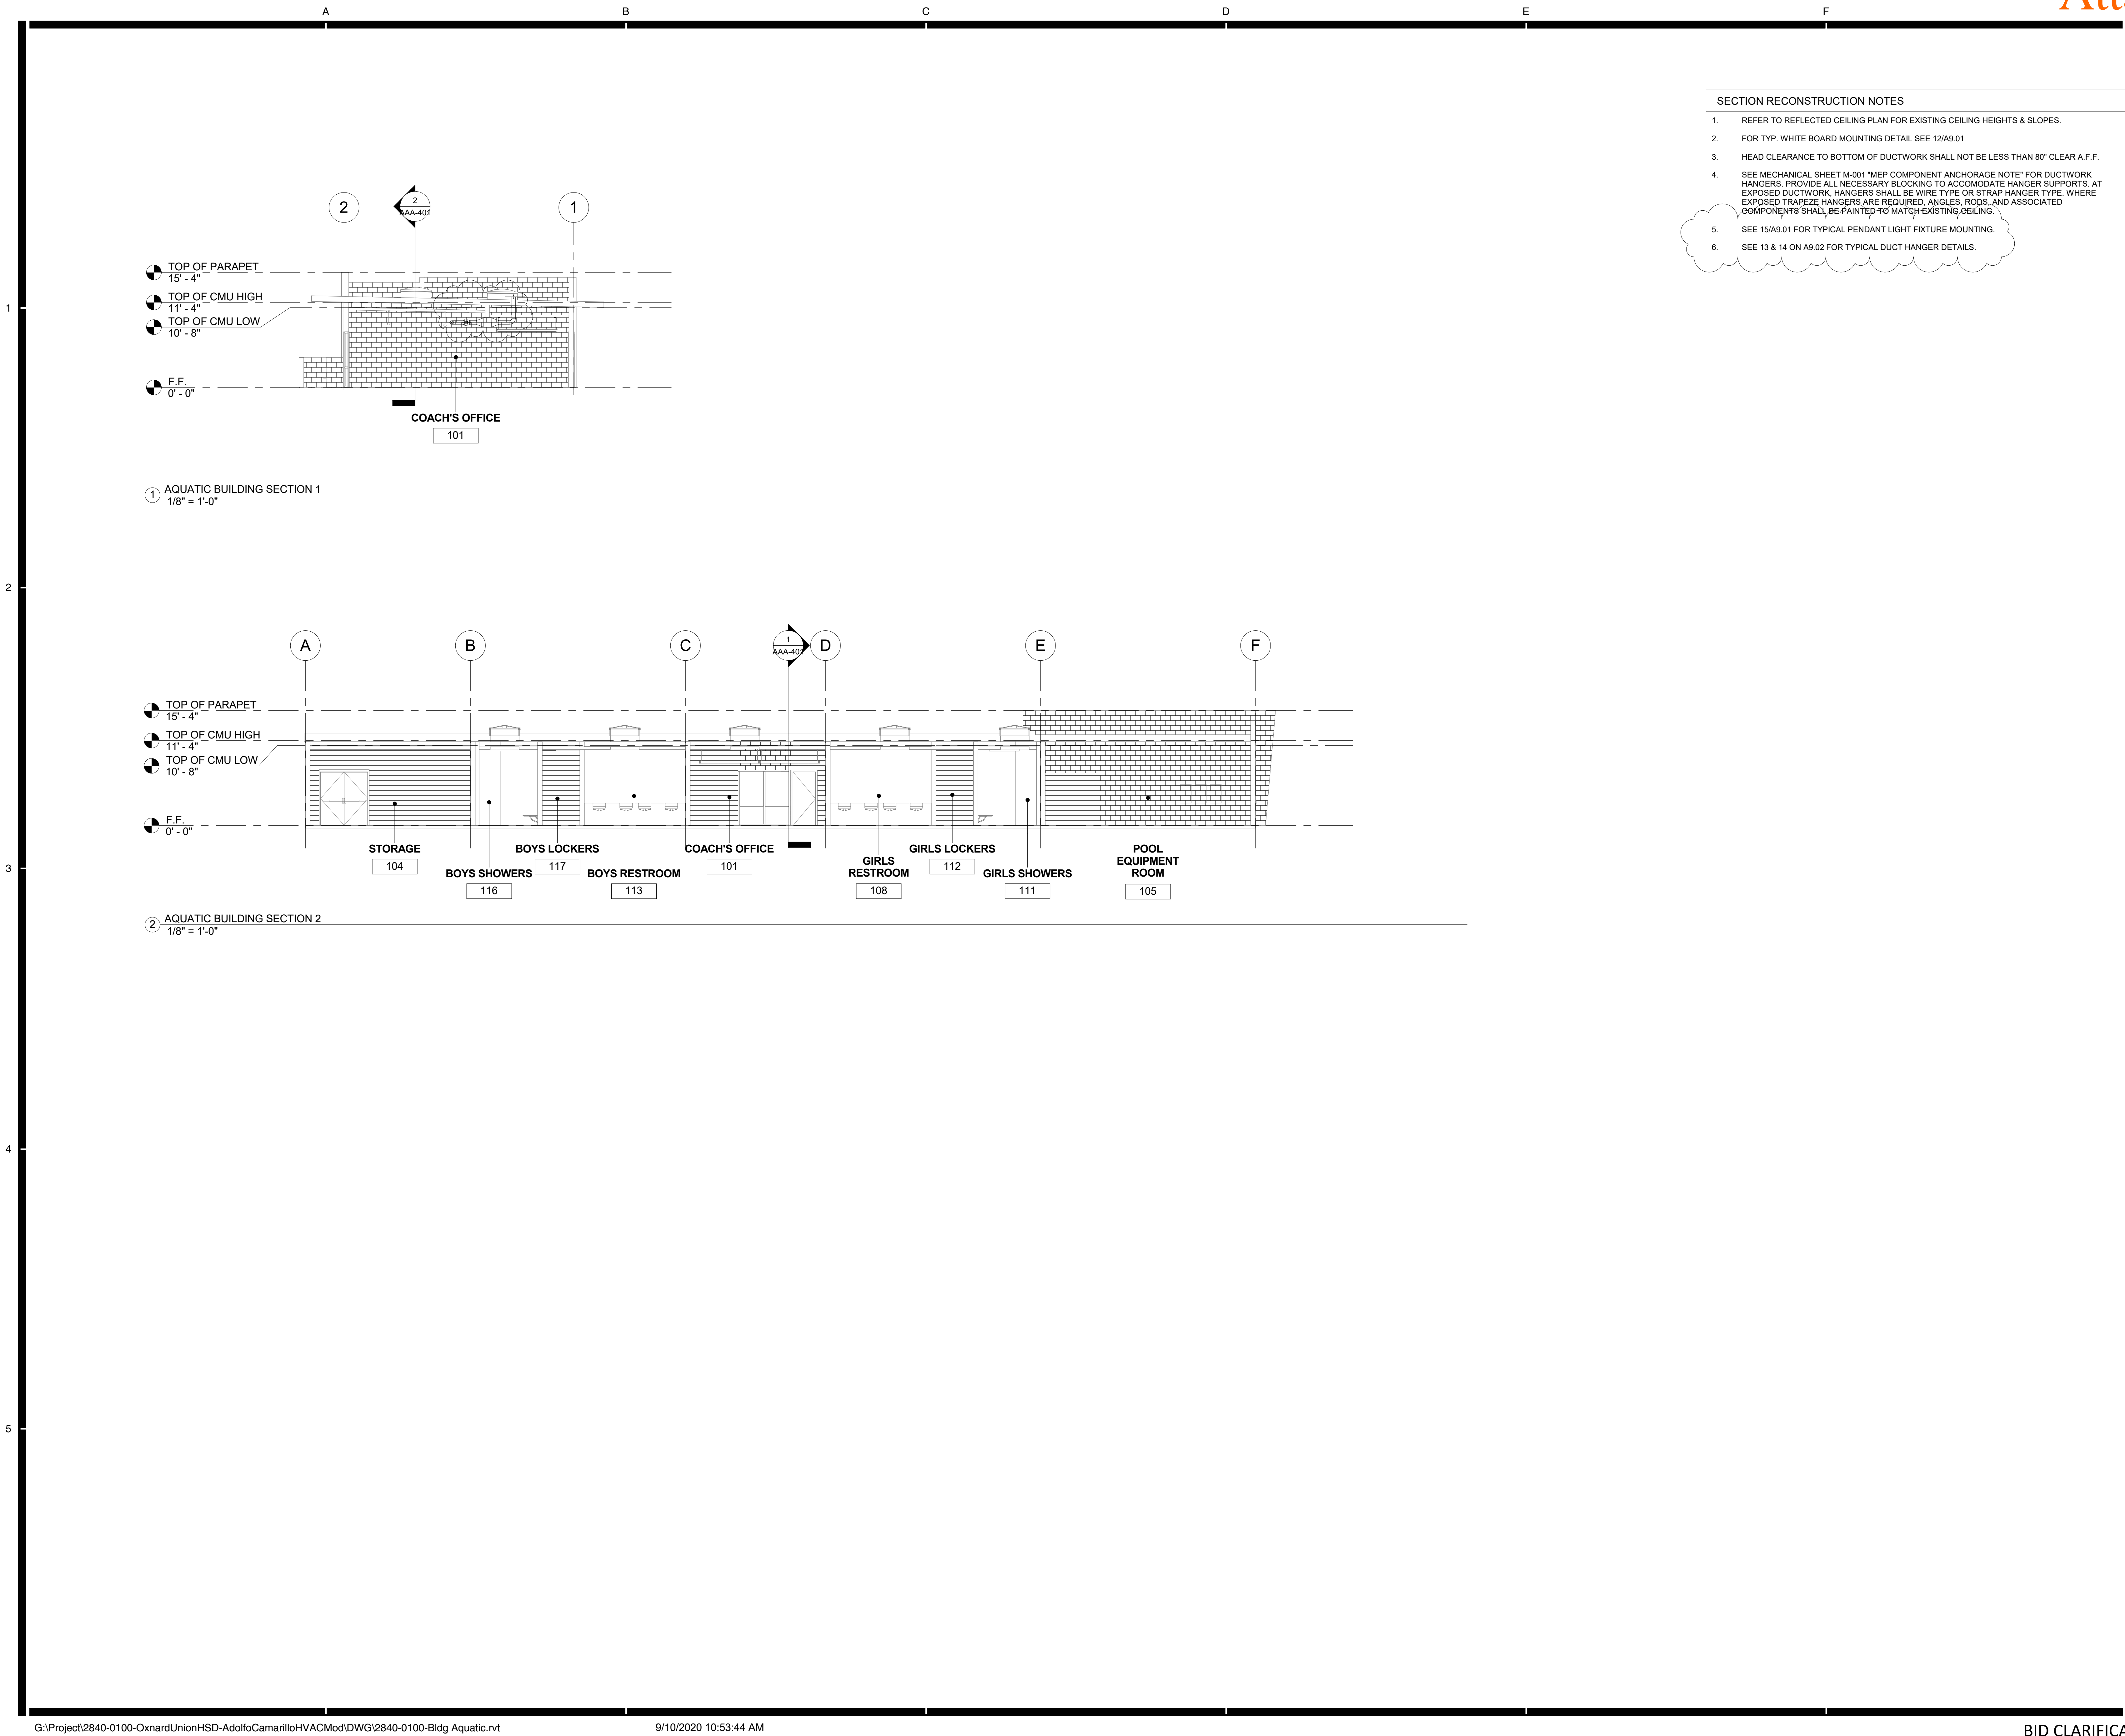 A B C D E F
SECTION RECONSTRUCTION NOTES
1. REFER TO REFLECTED CEILING PLAN FOR EXISTING CEILING HEIGHTS & SLOPES.
2. FOR TYP. WHITE BOARD MOUNTING DETAIL SEE 12/A9.01
3. HEAD CLEARANCE TO BOTTOM OF DUCTWORK SHALL NOT BE LESS THAN 80" CLEAR A.F.F.
4. SEE MECHANICAL SHEET M-001 "MEP COMPONENT ANCHORAGE NOTE" FOR DUCTWORK
HANGERS. PROVIDE ALL NECESSARY BLOCKING TO ACCOMODATE HANGER SUPPORTS. AT
EXPOSED DUCTWORK, HANGERS SHALL BE WIRE TYPE OR STRAP HANGER TYPE. WHERE
EXPOSED TRAPEZE HANGERS ARE REQUIRED, ANGLES, RODS, AND ASSOCIATED
COMPONENTS SHALL BE PAINTED TO MATCH EXISTING CEILING.
5. SEE 15/A9.01 FOR TYPICAL PENDANT LIGHT FIXTURE MOUNTING.
6. SEE 13 & 14 ON A9.02 FOR TYPICAL DUCT HANGER DETAILS.
2
2
AAA-401
1
TOP OF PARAPET
15' - 4"
TOP OF CMU HIGH
11' - 4"
TOP OF CMU LOW
10' - 8"
F.F.
0' - 0"
COACH'S OFFICE
101
1 AQUATIC BUILDING SECTION 1
1/8" = 1'-0"
A B C
1
AAA-401
D E F
TOP OF PARAPET
15' - 4"
TOP OF CMU HIGH
11' - 4"
TOP OF CMU LOW
10' - 8"
F.F.
0' - 0"
STORAGE
104
BOYS SHOWERS
116
BOYS LOCKERS
117
BOYS RESTROOM
113
COACH'S OFFICE
101
GIRLS
RESTROOM
108
GIRLS LOCKERS
112
GIRLS SHOWERS
111
POOL
EQUIPMENT
ROOM
105
2 AQUATIC BUILDING SECTION 2
1/8" = 1'-0"
1
2
3
4
5
G:\Project\2840-0100-OxnardUnionHSD-AdolfoCamarilloHVACMod\DWG\2840-0100-Bldg Aquatic.rvt
9/10/2020 10:53:44 AM
BID